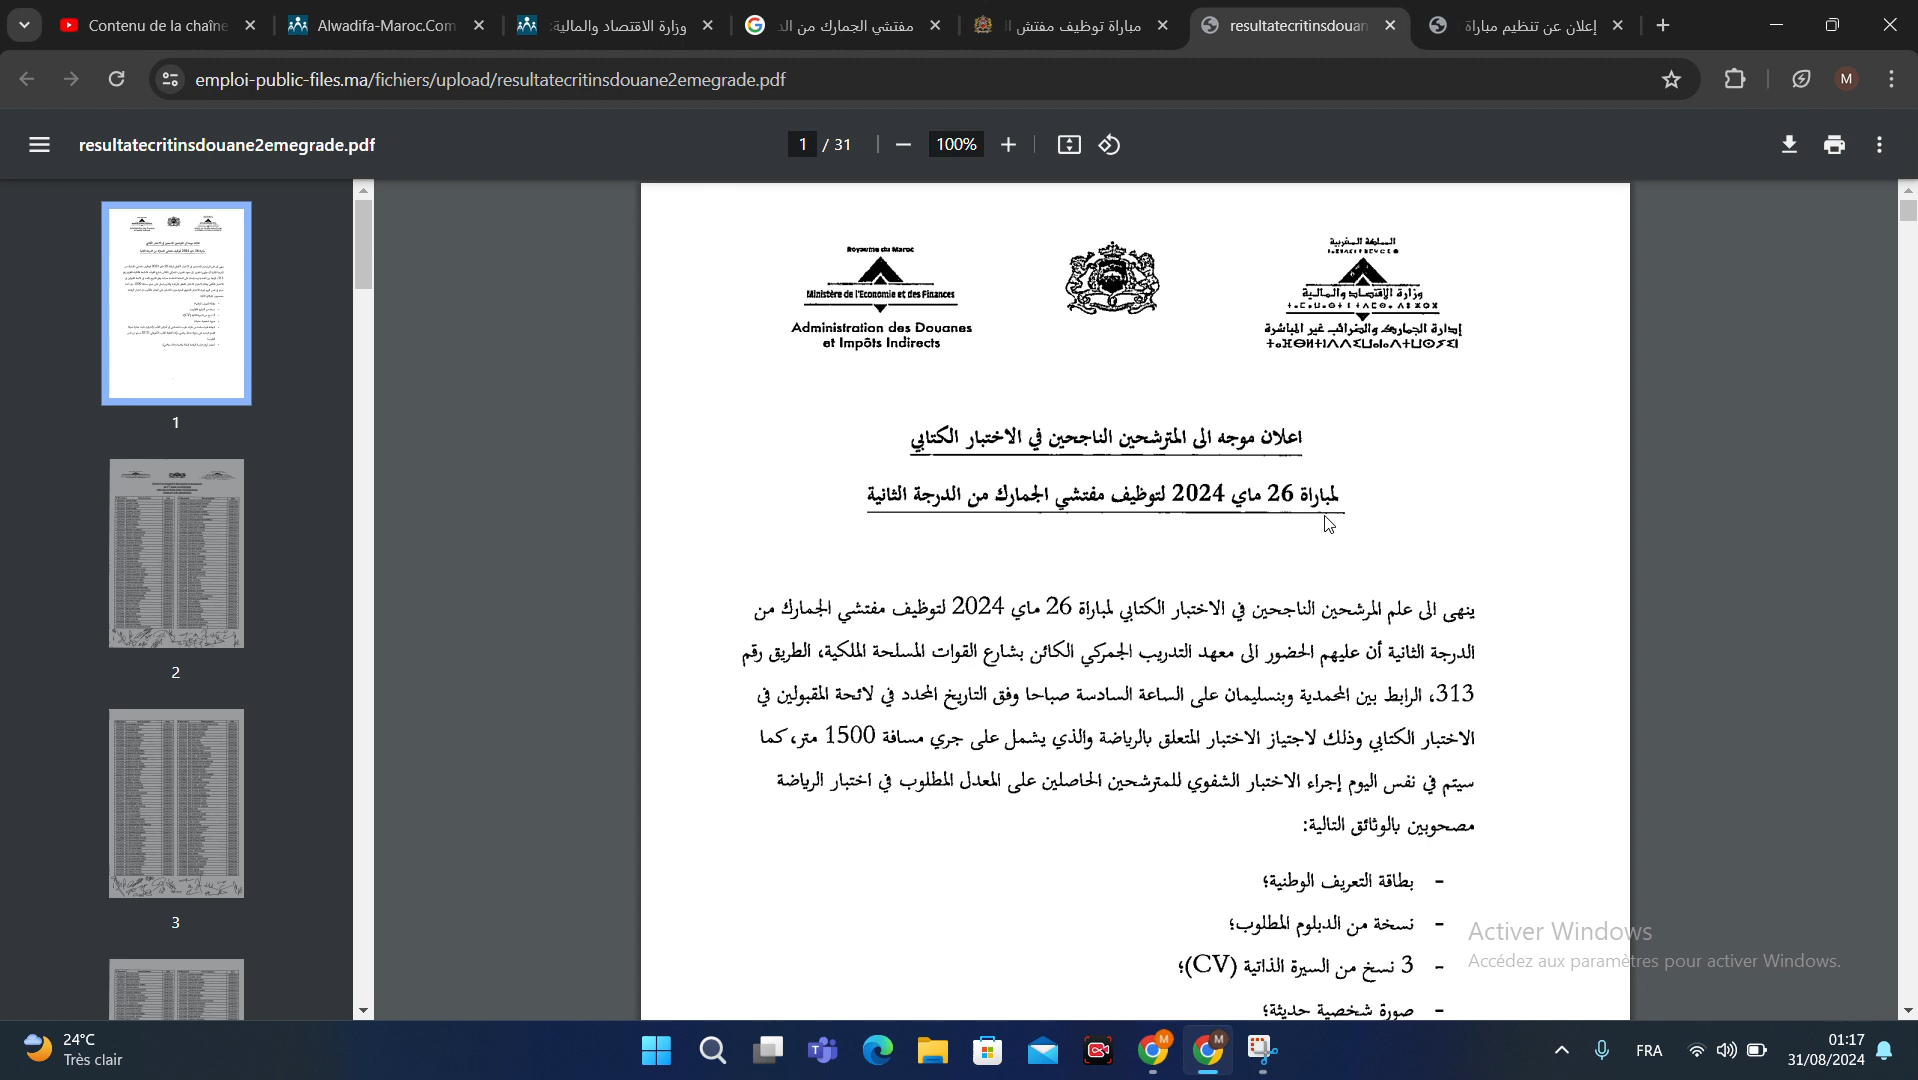 Contenu de la chaîne
Alwadifa-Maroc.Com
وزارة الاقتصاد والمالية:
مفتشي الجمارك من الد
مباراة توظيف مفتش ال
resultatecritinsdouan
إعلان عن تنظيم مباراة
emploi-public-files.ma/fichiers/upload/resultatecritinsdouane2emegrade.pdf
M
resultatecritinsdouane2emegrade.pdf
1 / 31
100%
1
2
3
Royaume du Maroc
Ministère de l'Economie et des Finances
Administration des Douanes
et Impôts Indirects
المملكة المغربية
وزارة الاقتصاد والمالية
إدارة الجمارك والضرائب غير المباشرة
اعلان موجه الى المترشحين الناجحين في الاختبار الكتابي
لمباراة 26 ماي 2024 لتوظيف مفتشي الجمارك من الدرجة الثانية
ينهى الى علم المرشحين الناجحين في الاختبار الكتابي لمباراة 26 ماي 2024 لتوظيف مفتشي الجمارك من
الدرجة الثانية أن عليهم الحضور الى معهد التدريب الجمركي الكائن بشارع القوات المسلحة الملكية، الطريق رقم
313، الرابط بين المحمدية وبنسليمان على الساعة السادسة صباحا وفق التاريخ المحدد في لائحة المقبولين في
الاختبار الكتابي وذلك لاجتياز الاختبار المتعلق بالرياضة والذي يشمل على جري مسافة 1500 متر، كما
سيتم في نفس اليوم إجراء الاختبار الشفوي للمترشحين الحاصلين على المعدل المطلوب في اختبار الرياضة
مصحوبين بالوثائق التالية:
- بطاقة التعريف الوطنية؛
- نسخة من الدبلوم المطلوب؛
- 3 نسخ من السيرة الذاتية (CV)؛
- صورة شخصية حديثة؛
Activer Windows
Accédez aux paramètres pour activer Windows.
24°C
Très clair
FRA
01:17
31/08/2024